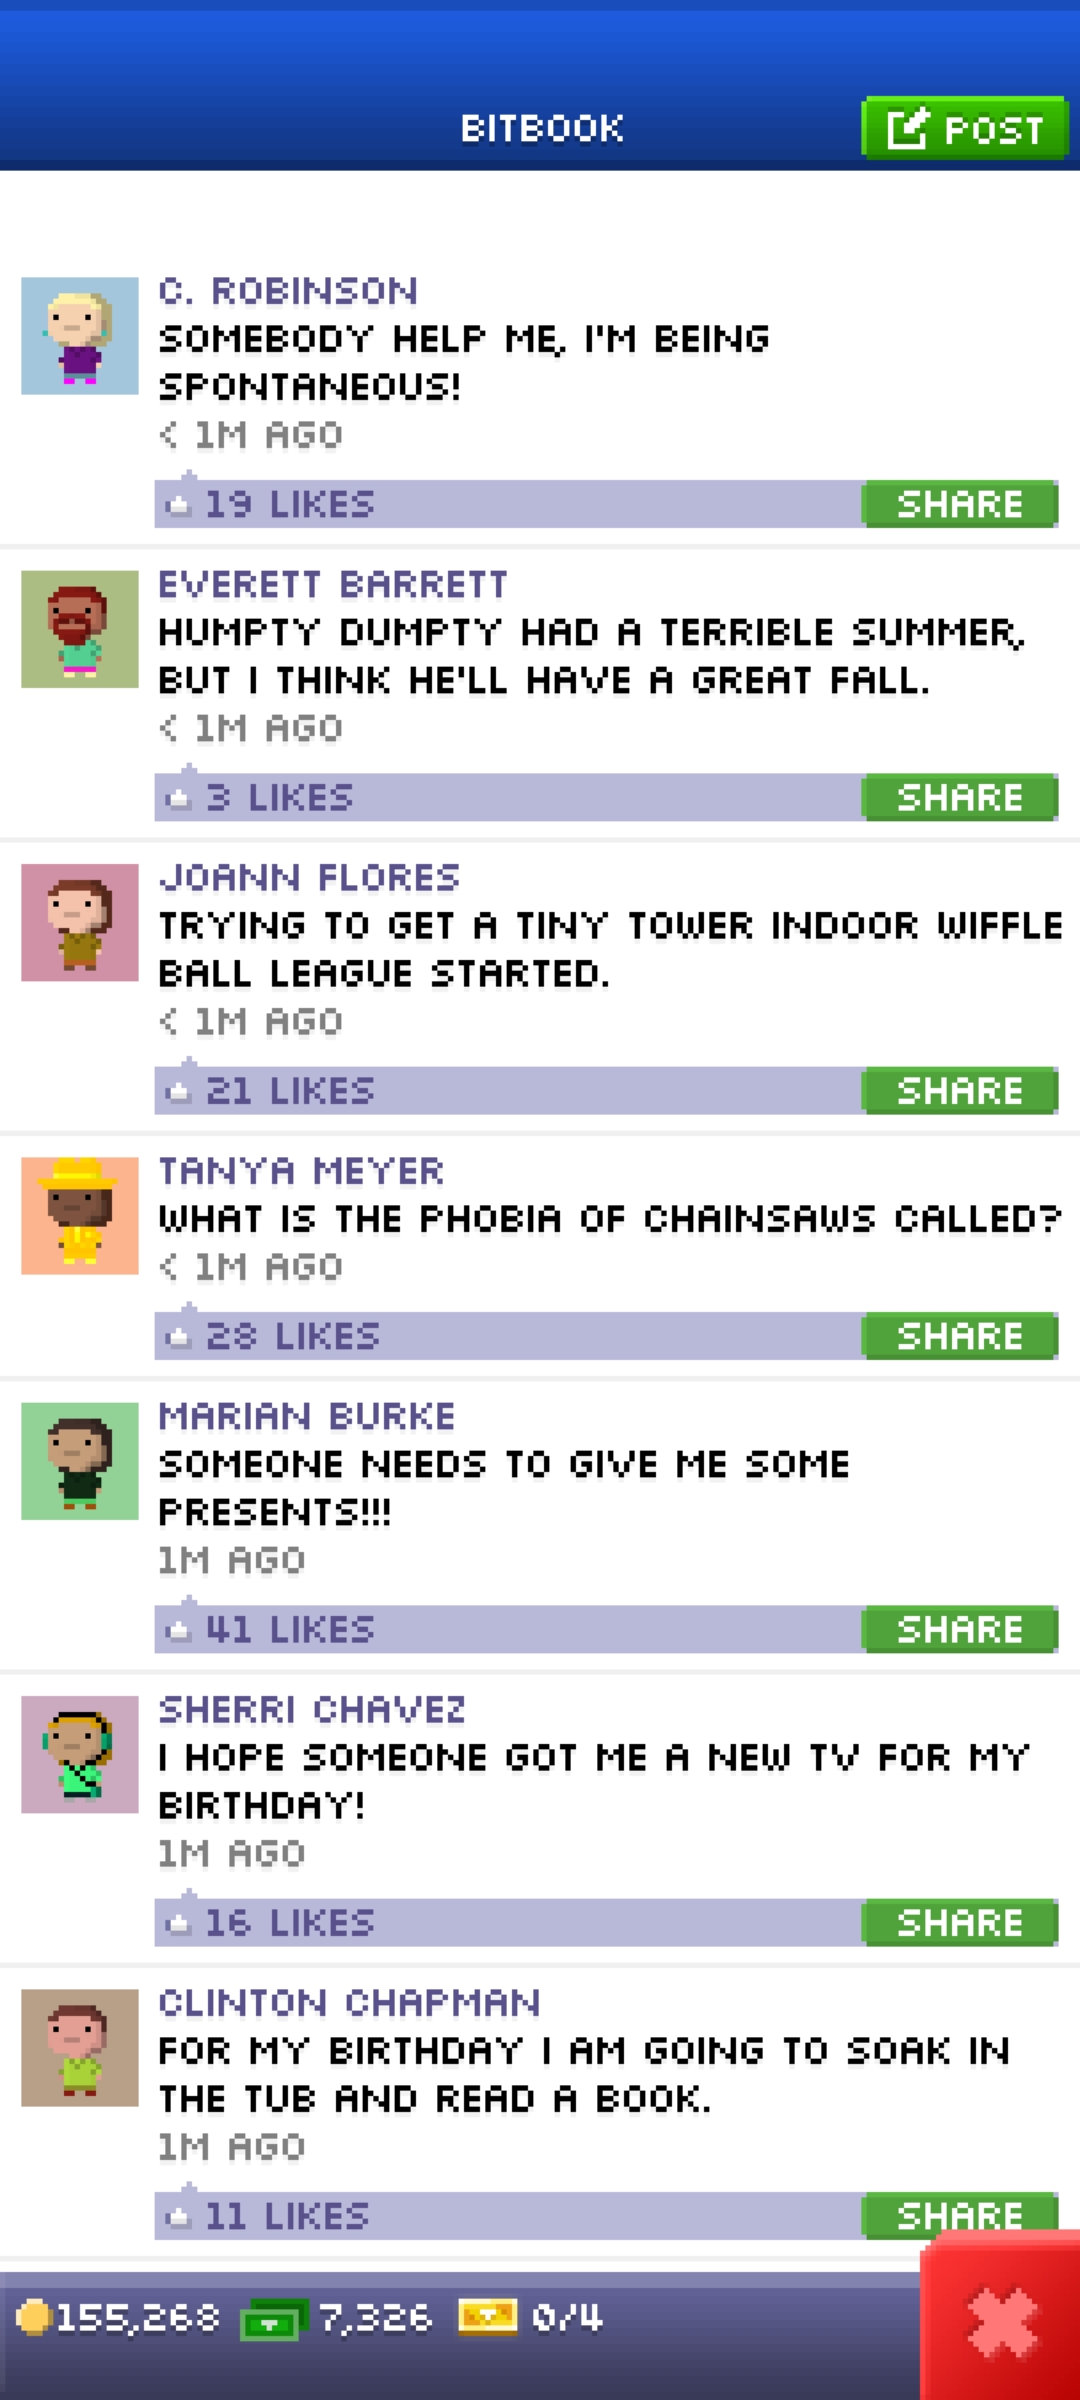 BITBOOK
POST
C. ROBINSON
SOMEBODY HELP ME, I'M BEING
SPONTANEOUS!
< 1M AGO
19 LIKES
SHARE
EVERETT BARRETT
HUMPTY DUMPTY HAD A TERRIBLE SUMMER,
BUT I THINK HE'LL HAVE A GREAT FALL.
< 1M AGO
3 LIKES
SHARE
JOANN FLORES
TRYING TO GET A TINY TOWER INDOOR WIFFLE
BALL LEAGUE STARTED.
< 1M AGO
21 LIKES
SHARE
TANYA MEYER
WHAT IS THE PHOBIA OF CHAINSAWS CALLED?
< 1M AGO
28 LIKES
SHARE
MARIAN BURKE
SOMEONE NEEDS TO GIVE ME SOME
PRESENTS!!!
1M AGO
41 LIKES
SHARE
SHERRI CHAVEZ
I HOPE SOMEONE GOT ME A NEW TV FOR MY
BIRTHDAY!
1M AGO
16 LIKES
SHARE
CLINTON CHAPMAN
FOR MY BIRTHDAY I AM GOING TO SOAK IN
THE TUB AND READ A BOOK.
1M AGO
11 LIKES
SHARE
155,268
7,326
0/4